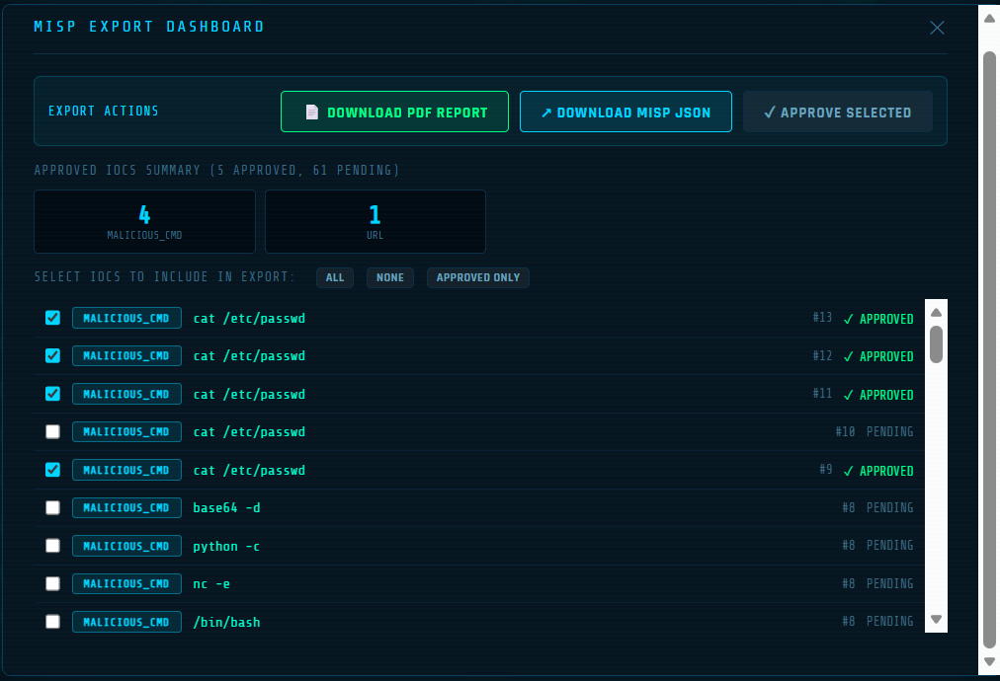 MISP EXPORT DASHBOARD
EXPORT ACTIONS
DOWNLOAD PDF REPORT
↗ DOWNLOAD MISP JSON
✓ APPROVE SELECTED
APPROVED IOCS SUMMARY (5 APPROVED, 61 PENDING)
4
MALICIOUS_CMD
1
URL
SELECT IOCS TO INCLUDE IN EXPORT: ALL NONE APPROVED ONLY
MALICIOUS_CMD cat /etc/passwd #13 ✓ APPROVED
MALICIOUS_CMD cat /etc/passwd #12 ✓ APPROVED
MALICIOUS_CMD cat /etc/passwd #11 ✓ APPROVED
MALICIOUS_CMD cat /etc/passwd #10 PENDING
MALICIOUS_CMD cat /etc/passwd #9 ✓ APPROVED
MALICIOUS_CMD base64 -d #8 PENDING
MALICIOUS_CMD python -c #8 PENDING
MALICIOUS_CMD nc -e #8 PENDING
MALICIOUS_CMD /bin/bash #8 PENDING